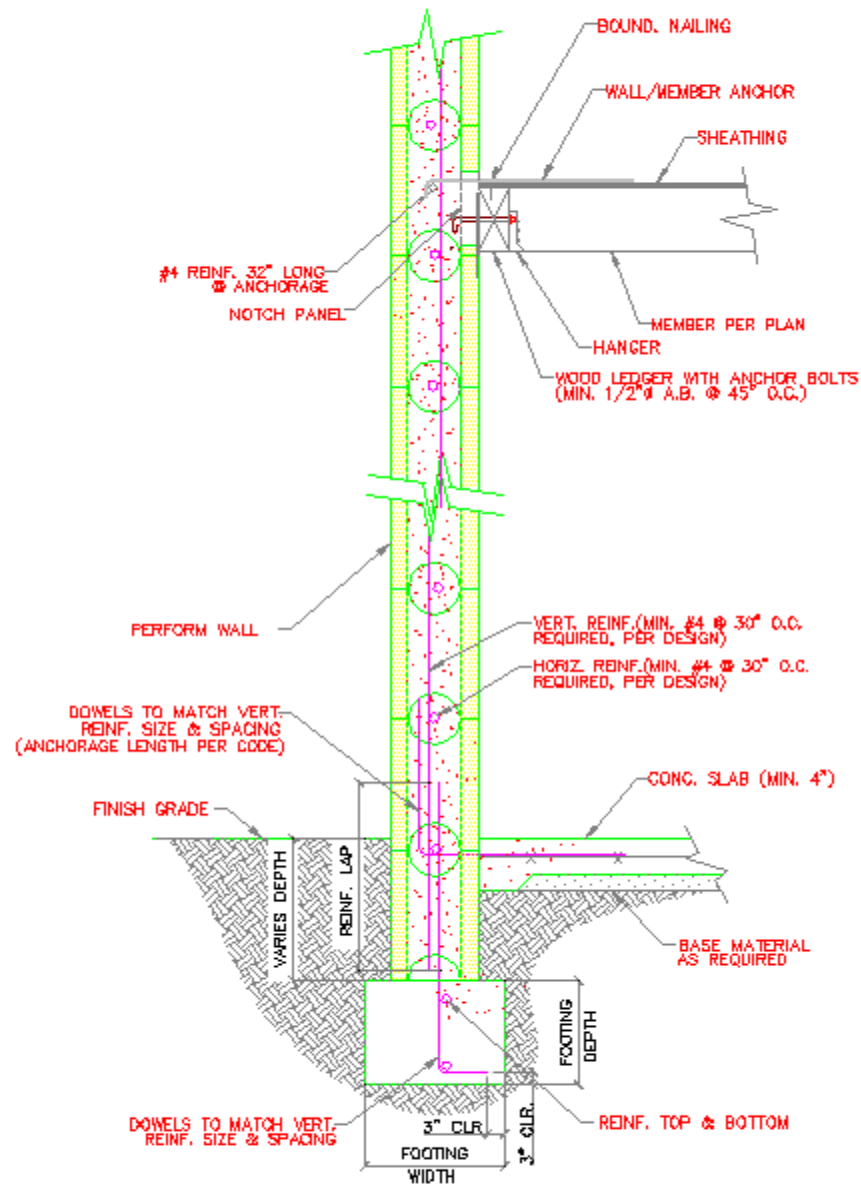 BOUND. NAILING
WALL/MEMBER ANCHOR
SHEATHING
#4 REINF. 32" LONG
@ ANCHORAGE
NOTCH PANEL
MEMBER PER PLAN
HANGER
WOOD LEDGER WITH ANCHOR BOLTS
(MIN. 1/2"Ø A.B. @ 45" O.C.)
PERFORM WALL
VERT. REINF.(MIN. #4 @ 30" O.C.
REQUIRED, PER DESIGN)
HORIZ. REINF.(MIN. #4 @ 30" O.C.
REQUIRED, PER DESIGN)
DOWELS TO MATCH VERT.
REINF. SIZE & SPACING
(ANCHORAGE LENGTH PER CODE)
CONC. SLAB (MIN. 4")
FINISH GRADE
VARIES DEPTH
REINF. LAP
BASE MATERIAL
AS REQUIRED
FOOTING
DEPTH
DOWELS TO MATCH VERT.
REINF. SIZE & SPACING
3" CLR.
3" CLR.
REINF. TOP & BOTTOM
FOOTING
WIDTH